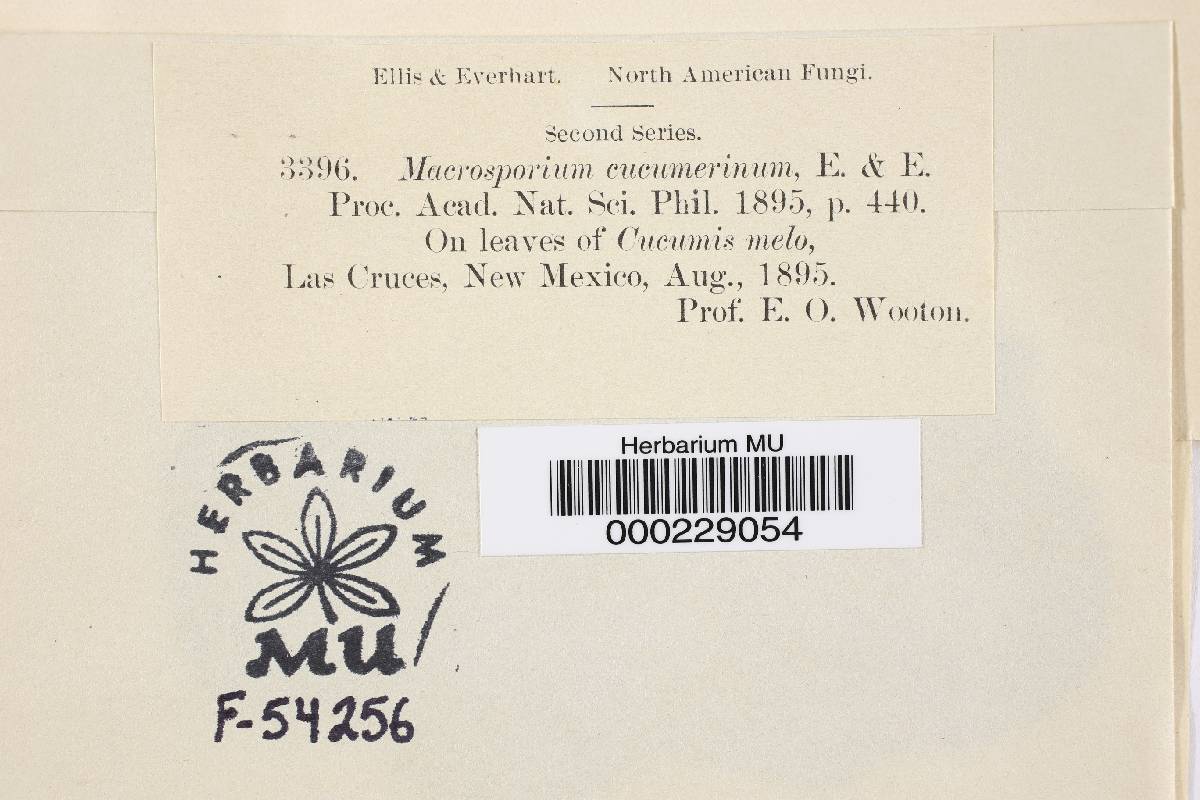 Ellis & Everhart. North American Fungi.
Second Series.
3396. Macrosporium cucumerinum, E. & E.
Proc. Acad. Nat. Sci. Phil. 1895, p. 440.
On leaves of Cucumis melo,
Las Cruces, New Mexico, Aug., 1895.
Prof. E. O. Wooton.
Herbarium MU
000229054
HERBARIUM
MU
F-54256